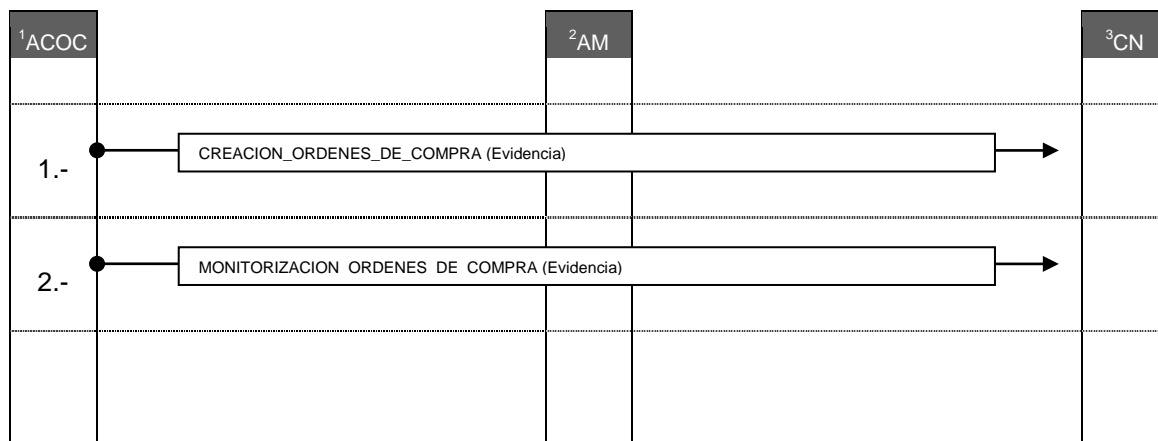 ¹ACOC
²AM
³CN
1.-
CREACION_ORDENES_DE_COMPRA (Evidencia)
2.-
MONITORIZACION ORDENES DE COMPRA (Evidencia)